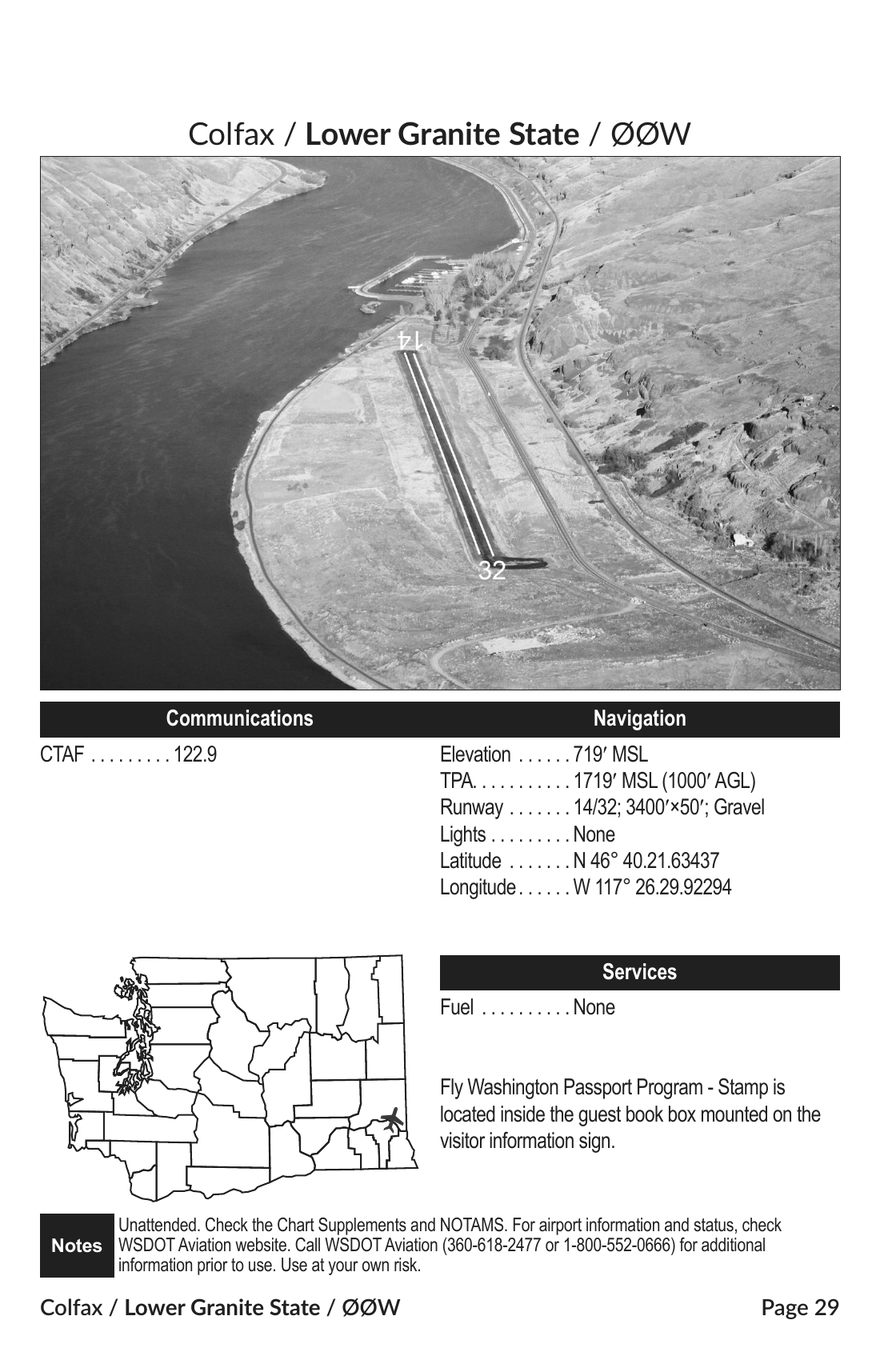 Colfax / Lower Granite State / ØØW
14
32
Communications
CTAF . . . . . . . . . 122.9
Navigation
Elevation . . . . . . 719′ MSL
TPA. . . . . . . . . . . 1719′ MSL (1000′ AGL)
Runway . . . . . . . 14/32; 3400′×50′; Gravel
Lights . . . . . . . . . None
Latitude . . . . . . . N 46° 40.21.63437
Longitude . . . . . . W 117° 26.29.92294
Services
Fuel . . . . . . . . . . None
Fly Washington Passport Program - Stamp is
located inside the guest book box mounted on the
visitor information sign.
Notes
Unattended. Check the Chart Supplements and NOTAMS. For airport information and status, check
WSDOT Aviation website. Call WSDOT Aviation (360-618-2477 or 1-800-552-0666) for additional
information prior to use. Use at your own risk.
Colfax / Lower Granite State / ØØW
Page 29